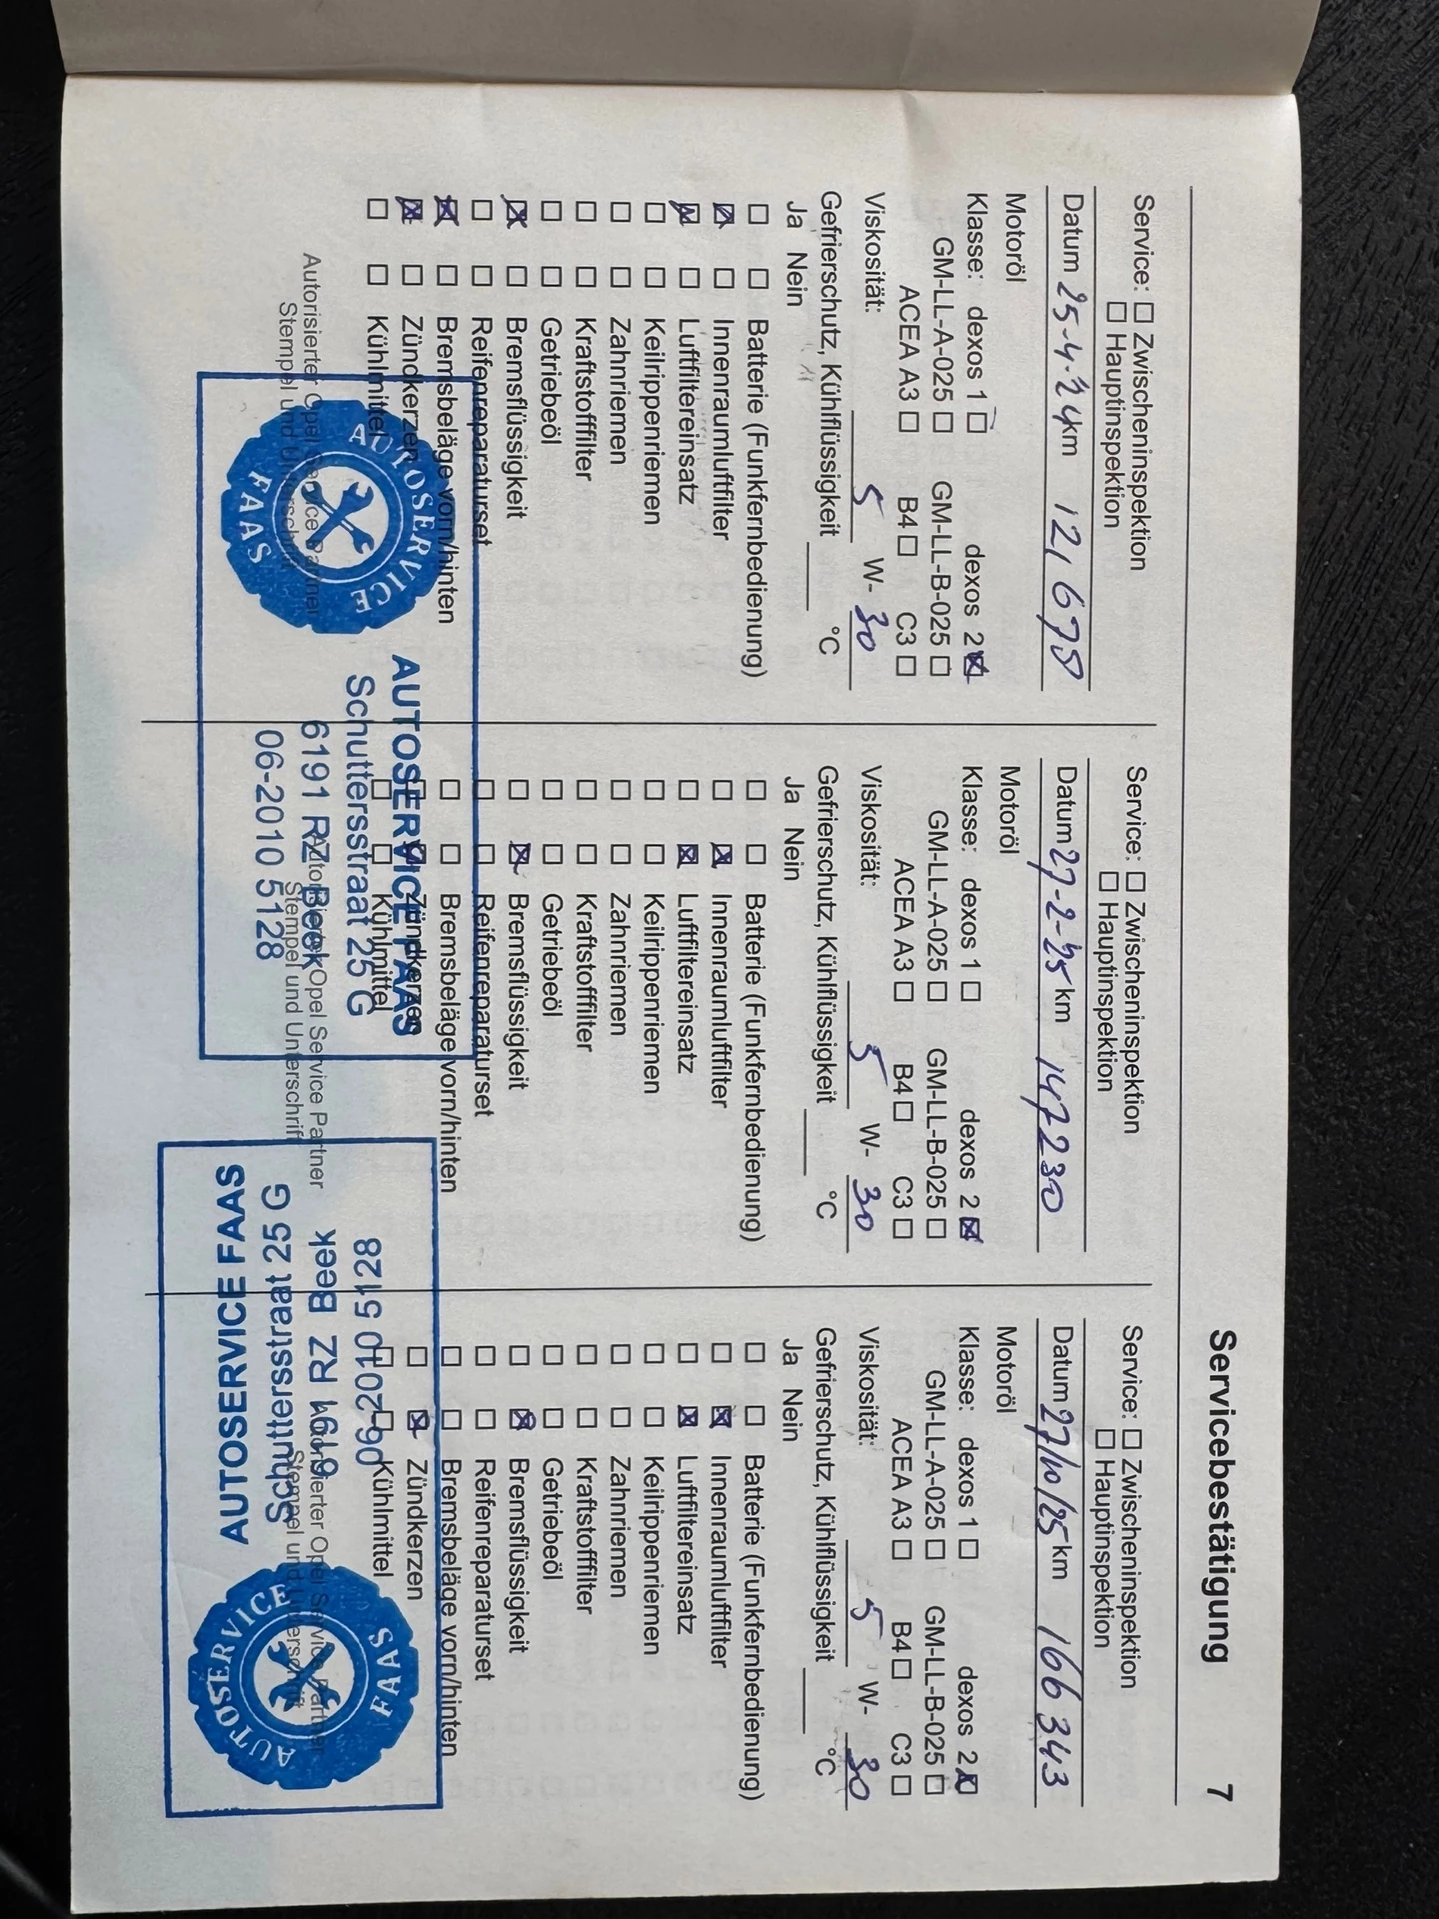 Servicebestätigung 7
Service: ☐ Zwischeninspektion
☐ Hauptinspektion
Datum 25-4-24 km 121675
Motoröl
Klasse: dexos 1 ☐ dexos 2 ☒
GM-LL-A-025 ☐ GM-LL-B-025 ☐
ACEA A3 ☐ B4 ☐ C3 ☐
Viskosität: 5 W- 30
Gefrierschutz, Kühlflüssigkeit ____ °C
Ja Nein
☐ ☐ Batterie (Funkfernbedienung)
☒ ☐ Innenraumluftfilter
☒ ☐ Luftfiltereinsatz
☐ ☐ Keilrippenriemen
☐ ☐ Zahnriemen
☐ ☐ Kraftstofffilter
☐ ☐ Getriebeöl
☒ ☐ Bremsflüssigkeit
☐ ☐ Reifenreparaturset
☒ ☐ Bremsbeläge vorn/hinten
☒ ☐ Zündkerzen
☐ ☐ Kühlmittel
Autorisierter Opel Service Partner
Stempel und Unterschrift
AUTOSERVICE FAAS
AUTOSERVICE FAAS
Schuttersstraat 25 G
6191 RZ Beek
06-2010 5128
Service: ☐ Zwischeninspektion
☐ Hauptinspektion
Datum 27-2-'25 km 147230
Motoröl
Klasse: dexos 1 ☐ dexos 2 ☒
GM-LL-A-025 ☐ GM-LL-B-025 ☐
ACEA A3 ☐ B4 ☐ C3 ☐
Viskosität: 5 W- 30
Gefrierschutz, Kühlflüssigkeit ____ °C
Ja Nein
☐ ☐ Batterie (Funkfernbedienung)
☐ ☒ Innenraumluftfilter
☐ ☒ Luftfiltereinsatz
☐ ☐ Keilrippenriemen
☐ ☐ Zahnriemen
☐ ☐ Kraftstofffilter
☐ ☐ Getriebeöl
☐ ☒ Bremsflüssigkeit
☐ ☐ Reifenreparaturset
☐ ☐ Bremsbeläge vorn/hinten
☐ ☒ Zündkerzen
☐ ☐ Kühlmittel
Autorisierter Opel Service Partner
Stempel und Unterschrift
Service: ☐ Zwischeninspektion
☐ Hauptinspektion
Datum 27/10/25 km 166343
Motoröl
Klasse: dexos 1 ☐ dexos 2 ☒
GM-LL-A-025 ☐ GM-LL-B-025 ☐
ACEA A3 ☐ B4 ☐ C3 ☐
Viskosität: 5 W- 30
Gefrierschutz, Kühlflüssigkeit ____ °C
Ja Nein
☐ ☐ Batterie (Funkfernbedienung)
☐ ☒ Innenraumluftfilter
☐ ☒ Luftfiltereinsatz
☐ ☐ Keilrippenriemen
☐ ☐ Zahnriemen
☐ ☐ Kraftstofffilter
☐ ☐ Getriebeöl
☐ ☒ Bremsflüssigkeit
☐ ☐ Reifenreparaturset
☐ ☐ Bremsbeläge vorn/hinten
☐ ☒ Zündkerzen
☐ ☐ Kühlmittel
Autorisierter Opel Service Partner
Stempel und Unterschrift
AUTOSERVICE FAAS
Schuttersstraat 25 G
6191 RZ Beek
06-2010 5128
AUTOSERVICE FAAS